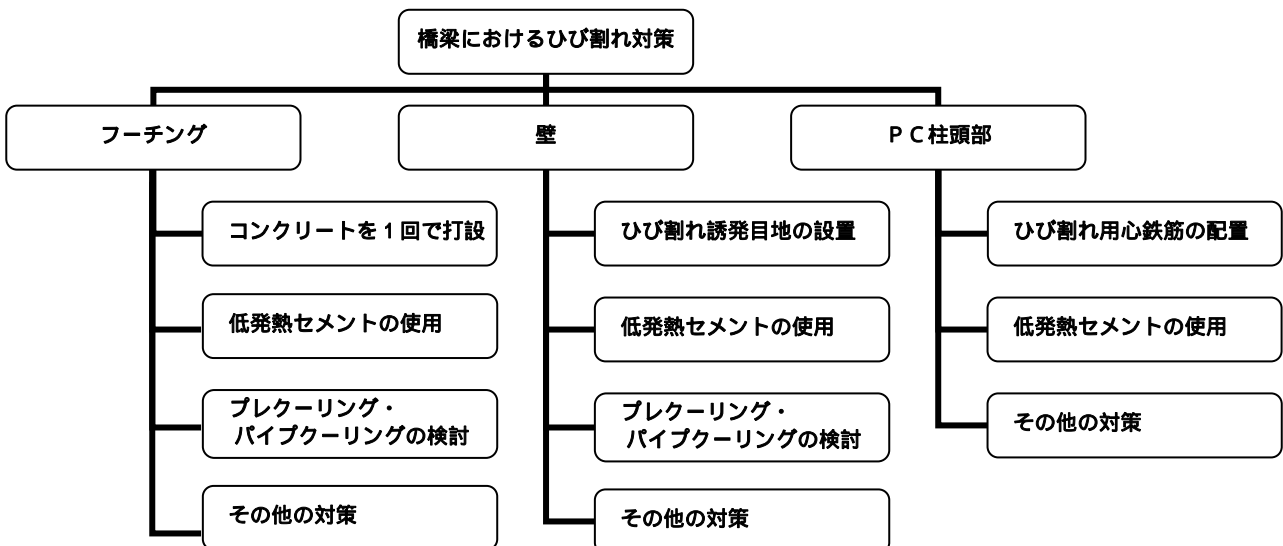 橋梁におけるひび割れ対策
フーチング
壁
ＰＣ柱頭部
コンクリートを１回で打設
ひび割れ誘発目地の設置
ひび割れ用心鉄筋の配置
低発熱セメントの使用
低発熱セメントの使用
低発熱セメントの使用
プレクーリング・
パイプクーリングの検討
プレクーリング・
パイプクーリングの検討
その他の対策
その他の対策
その他の対策